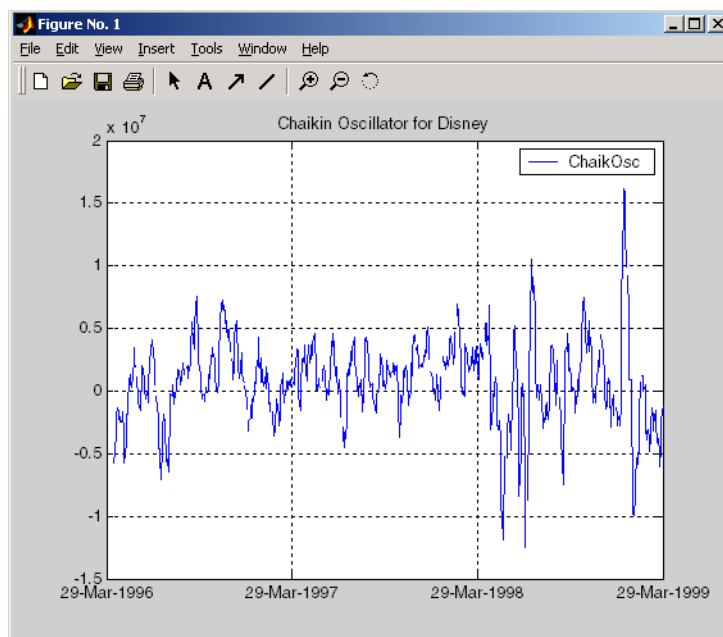 Figure No. 1
File Edit View Insert Tools Window Help
A
Chaikin Oscillator for Disney
x 10^7
ChaikOsc
2
1.5
1
0.5
0
-0.5
-1
-1.5
29-Mar-1996 29-Mar-1997 29-Mar-1998 29-Mar-1999